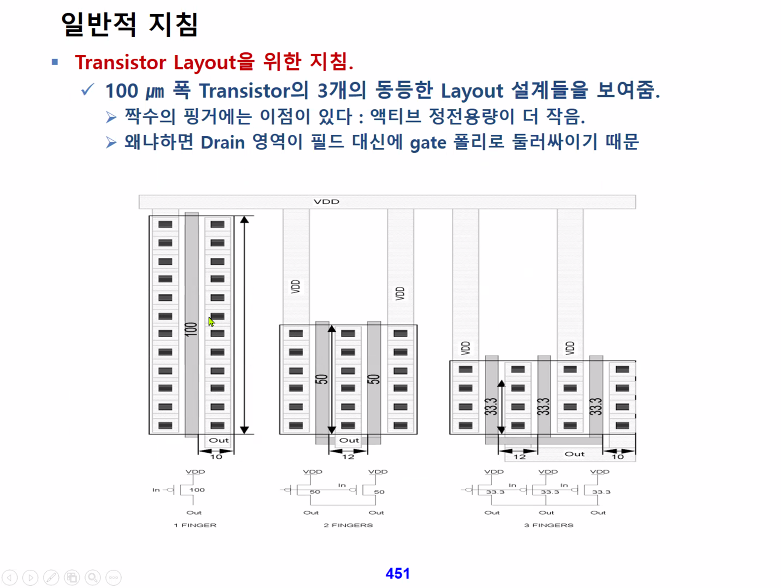 일반적 지침
▪ Transistor Layout을 위한 지침.
✓ 100 ㎛ 폭 Transistor의 3개의 동등한 Layout 설계들을 보여줌.
➢ 짝수의 핑거에는 이점이 있다 : 액티브 정전용량이 더 작음.
➢ 왜냐하면 Drain 영역이 필드 대신에 gate 폴리로 둘러싸이기 때문
VDD
VDD VDD VDD VDD
100 50 50 33.3 33.3 33.3
Out Out Out
10 12 12 10
VDD VDD VDD VDD VDD VDD
In 100 50 In 50 33.3 In 33.3 In 33.3
Out Out Out Out Out Out
1 FINGER 2 FINGERS 3 FINGERS
451